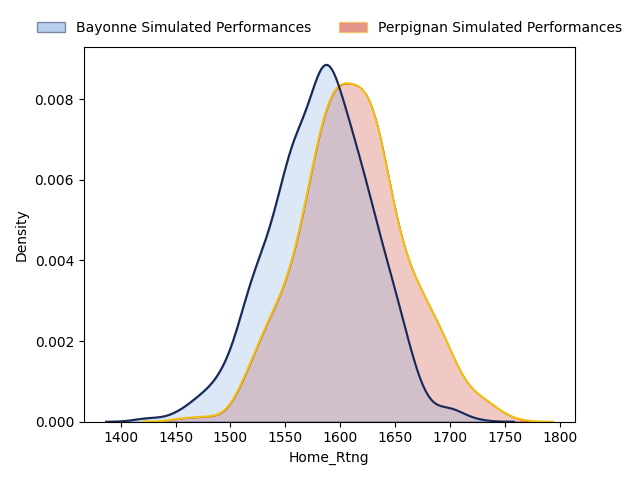 Bayonne Simulated Performances
Perpignan Simulated Performances
Density
0.008
0.006
0.004
0.002
0.000
1400 1450 1500 1550 1600 1650 1700 1750 1800
Home_Rtng